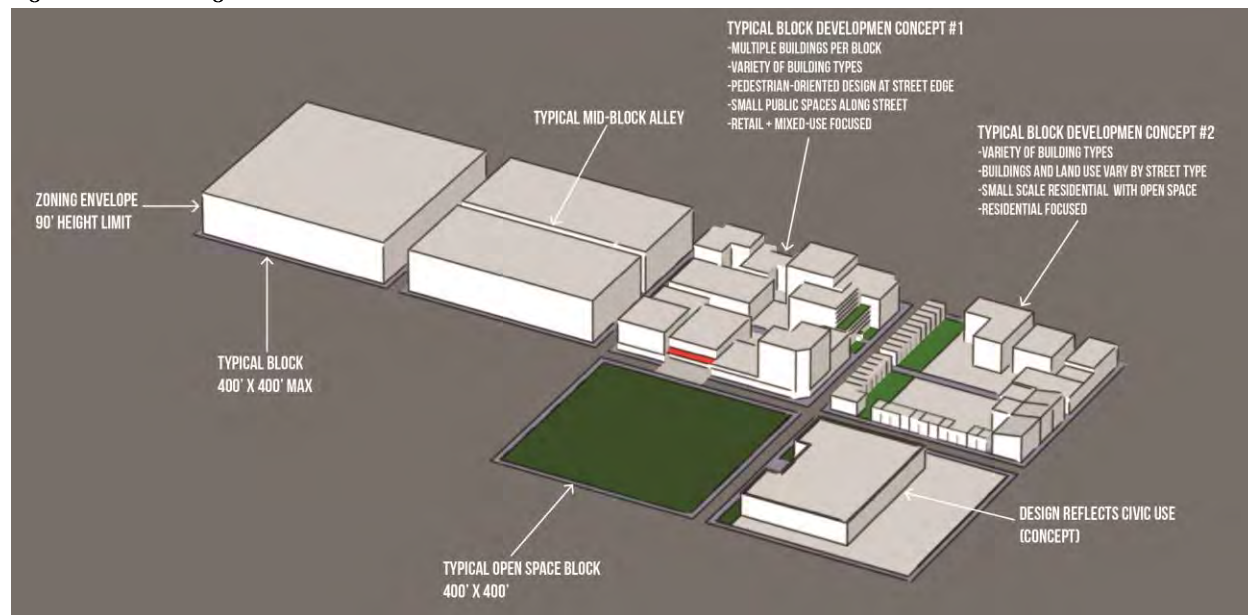 TYPICAL BLOCK DEVELOPMEN CONCEPT #1
-MULTIPLE BUILDINGS PER BLOCK
-VARIETY OF BUILDING TYPES
-PEDESTRIAN-ORIENTED DESIGN AT STREET EDGE
-SMALL PUBLIC SPACES ALONG STREET
-RETAIL + MIXED-USE FOCUSED
TYPICAL MID-BLOCK ALLEY
TYPICAL BLOCK DEVELOPMEN CONCEPT #2
-VARIETY OF BUILDING TYPES
-BUILDINGS AND LAND USE VARY BY STREET TYPE
-SMALL SCALE RESIDENTIAL WITH OPEN SPACE
-RESIDENTIAL FOCUSED
ZONING ENVELOPE
90' HEIGHT LIMIT
TYPICAL BLOCK
400' X 400' MAX
DESIGN REFLECTS CIVIC USE
(CONCEPT)
TYPICAL OPEN SPACE BLOCK
400' X 400'